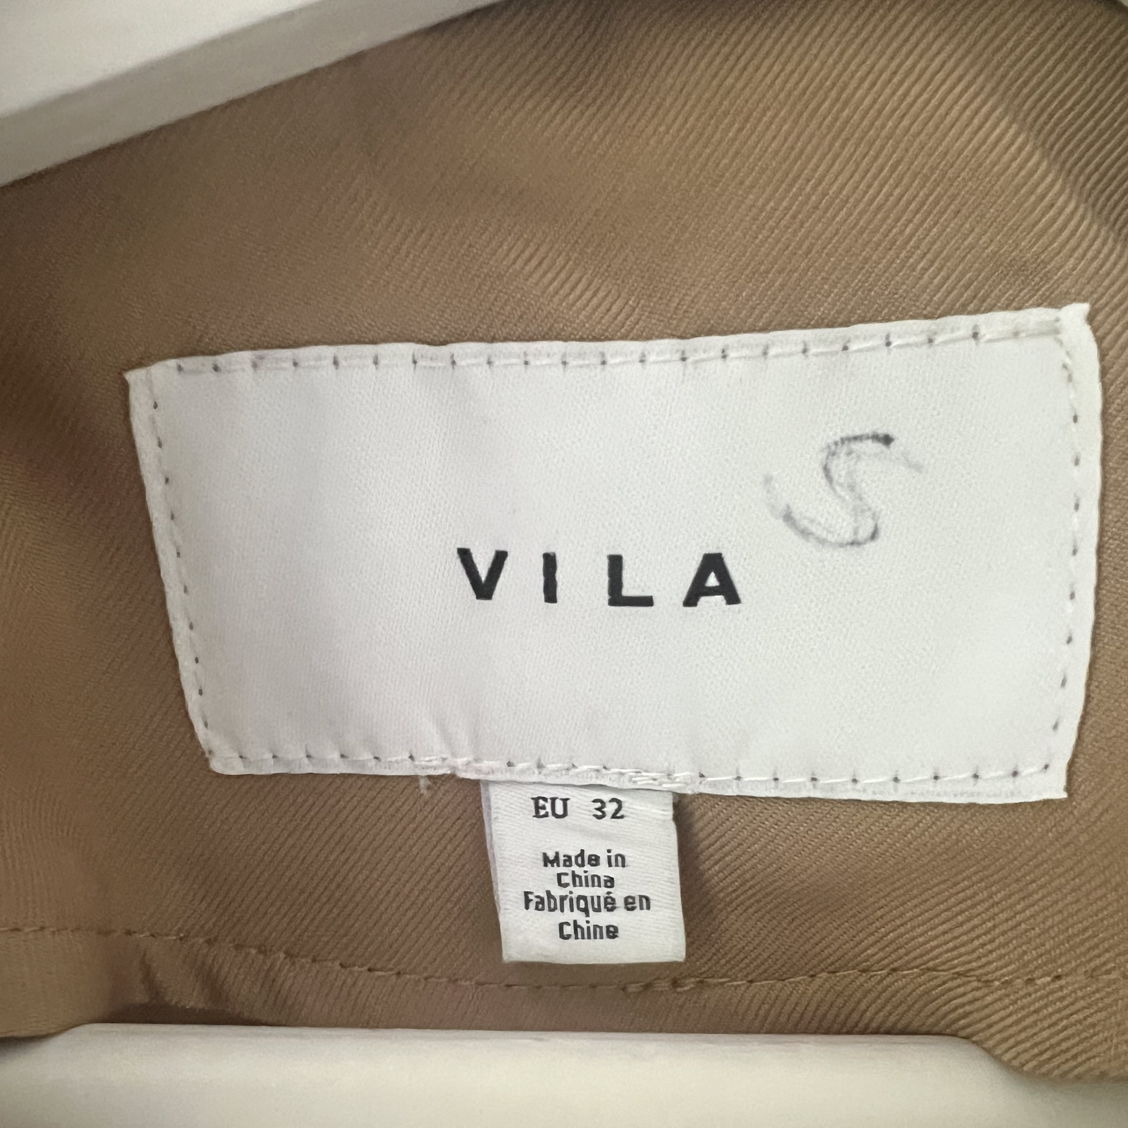 S
VILA
EU 32
Made in
China
Fabriqué en
Chine